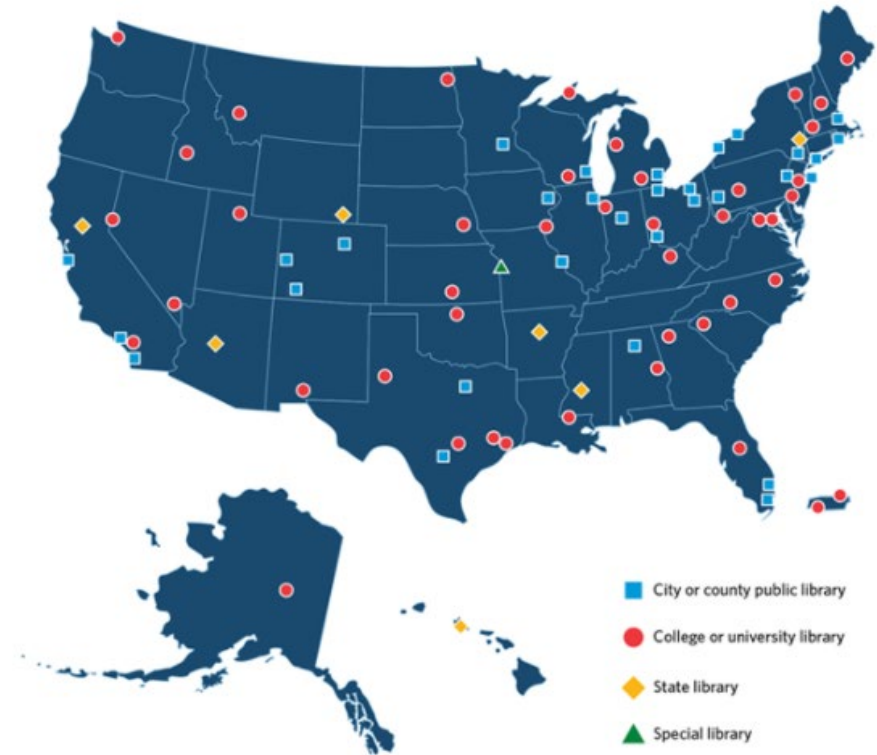 City or county public library
College or university library
State library
Special library